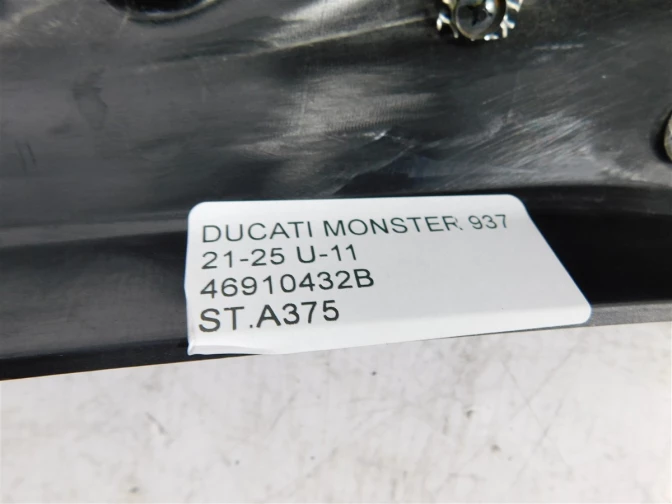 DUCATI MONSTER 937
21-25 U-11
46910432B
ST.A375